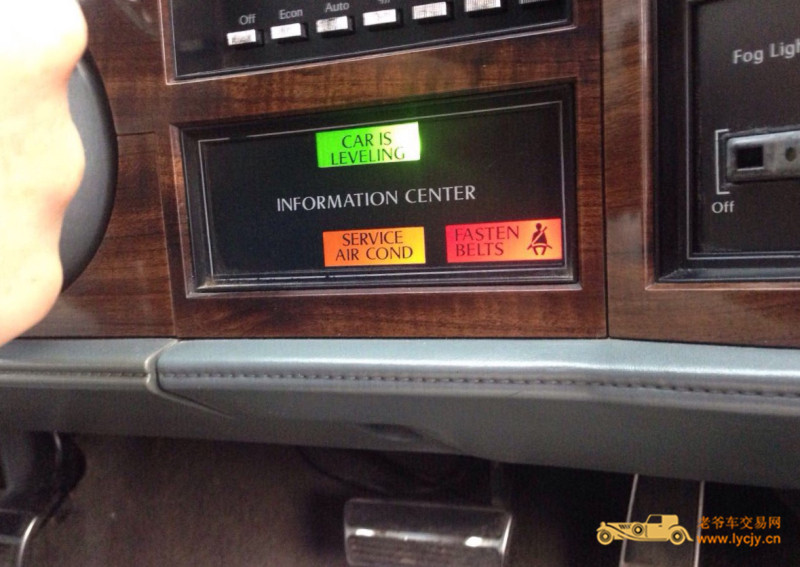 Off
Econ
Auto
Fog
Off
CAR IS
LEVELING
INFORMATION CENTER
SERVICE
AIR COND
FASTEN
BELTS
老爷车交易网
www.lycjy.cn